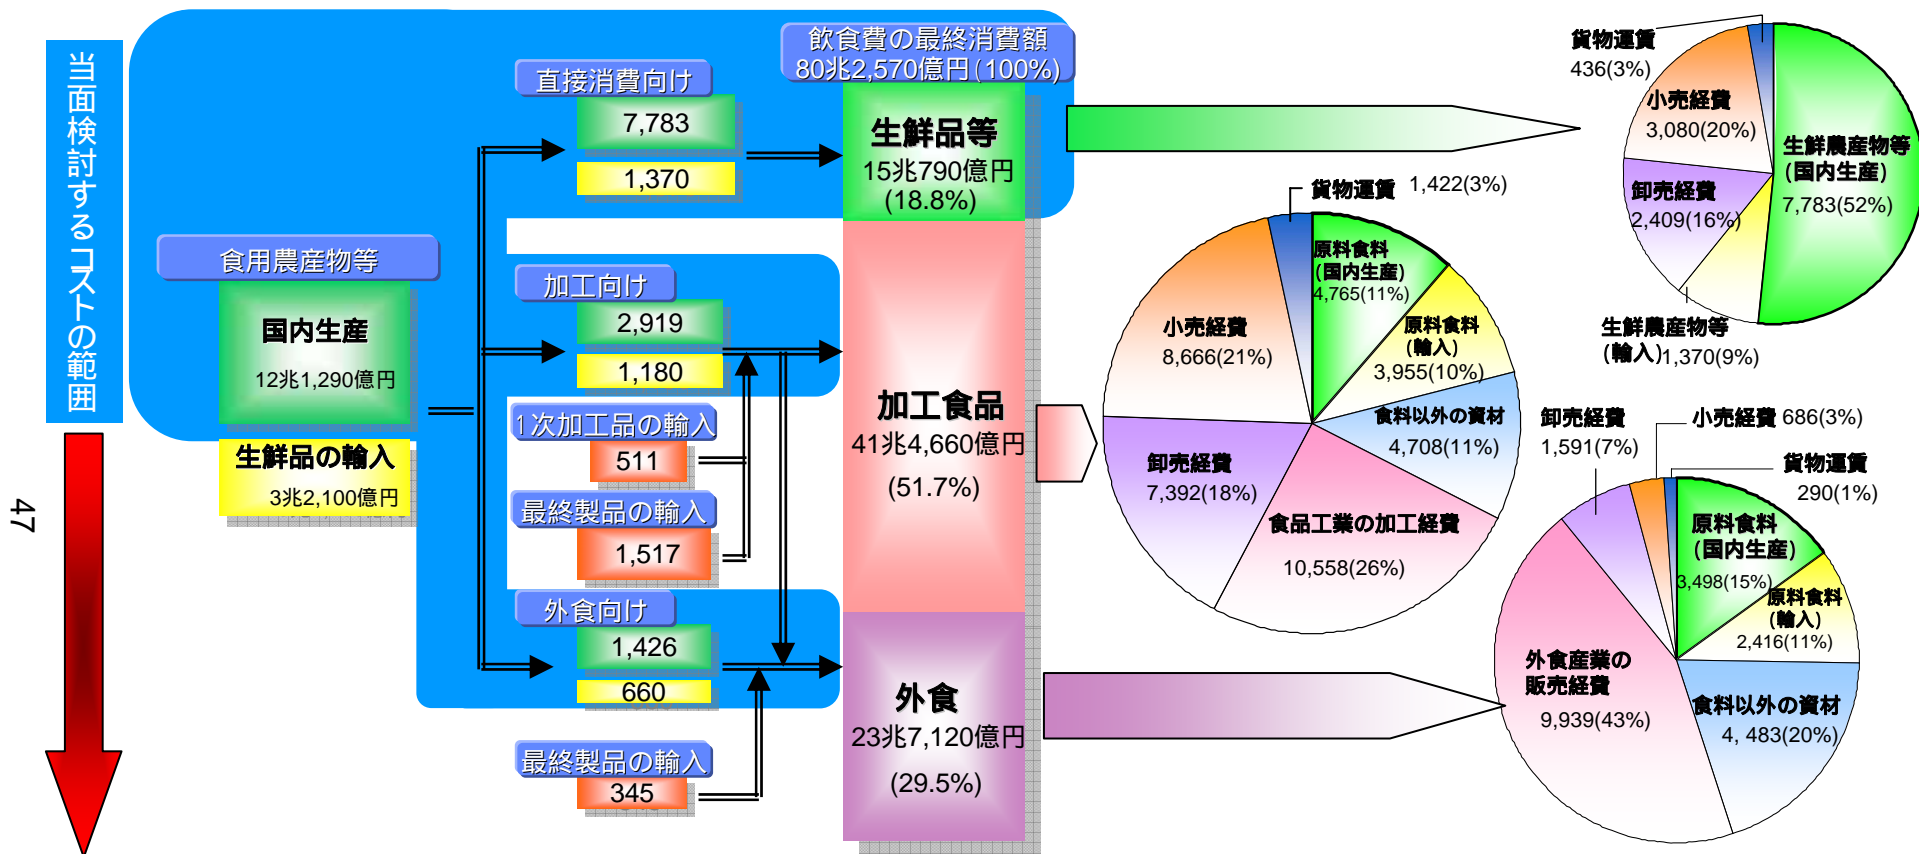 当面検討するコストの範囲
47
食用農産物等
国内生産
12兆1,290億円
生鮮品の輸入
3兆2,100億円
直接消費向け
7,783
1,370
加工向け
2,919
1,180
1次加工品の輸入
511
最終製品の輸入
1,517
外食向け
1,426
660
最終製品の輸入
345
飲食費の最終消費額
80兆2,570億円(100%)
生鮮品等
15兆790億円
(18.8%)
加工食品
41兆4,660億円
(51.7%)
外食
23兆7,120億円
(29.5%)
貨物運賃
436(3%)
小売経費
3,080(20%)
卸売経費
2,409(16%)
生鮮農産物等
(国内生産)
7,783(52%)
生鮮農産物等
(輸入)1,370(9%)
貨物運賃 1,422(3%)
原料食料
(国内生産)
4,765(11%)
原料食料
(輸入)
3,955(10%)
食料以外の資材
4,708(11%)
食品工業の加工経費
10,558(26%)
卸売経費
7,392(18%)
小売経費
8,666(21%)
卸売経費
1,591(7%)
小売経費 686(3%)
貨物運賃
290(1%)
原料食料
(国内生産)
3,498(15%)
原料食料
(輸入)
2,416(11%)
食料以外の資材
4, 483(20%)
外食産業の
販売経費
9,939(43%)